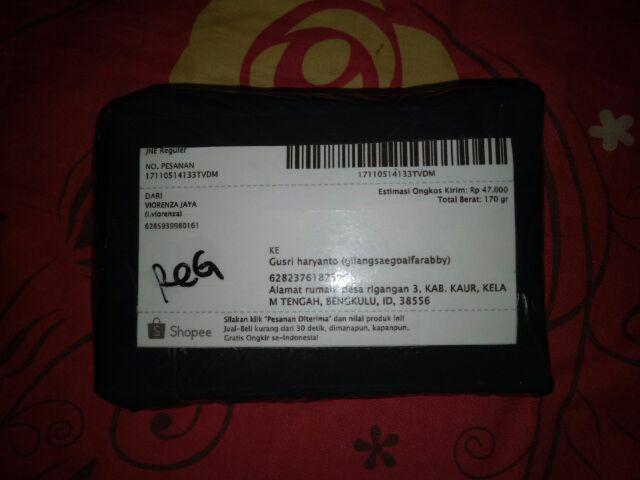 JNE Reguler
NO. PESANAN
17110514133TVDM
17110514133TVDM
Estimasi Ongkos Kirim: Rp 47.000
Total Berat: 170 gr
DARI
VIORENZA JAYA
(i.viorenza)
6285939980161
KE
Gusri haryanto (gilangsaegoalfarabby)
Alamat rumah, desa rigangan 3, KAB. KAUR, KELA
M TENGAH, BENGKULU, ID, 38556
ReG
Shopee
Silakan klik "Pesanan Diterima" dan nilai produk ini!
Jual-Beli kurang dari 30 detik, dimanapun, kapanpun.
Gratis Ongkir se-Indonesia!